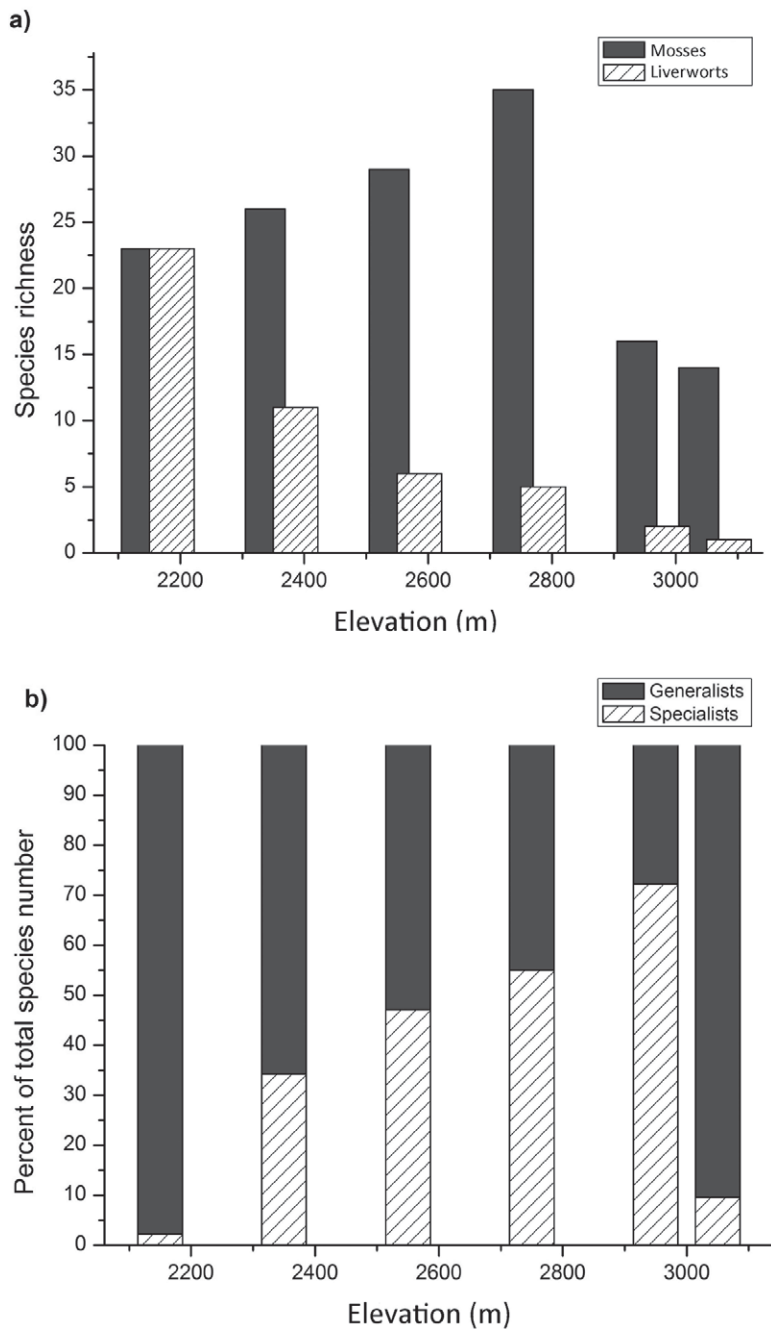 a)
Mosses
Liverworts
35
30
25
20
15
10
5
0
Species richness
2200 2400 2600 2800 3000
Elevation (m)
b)
Generalists
Specialists
100
90
80
70
60
50
40
30
20
10
0
Percent of total species number
2200 2400 2600 2800 3000
Elevation (m)